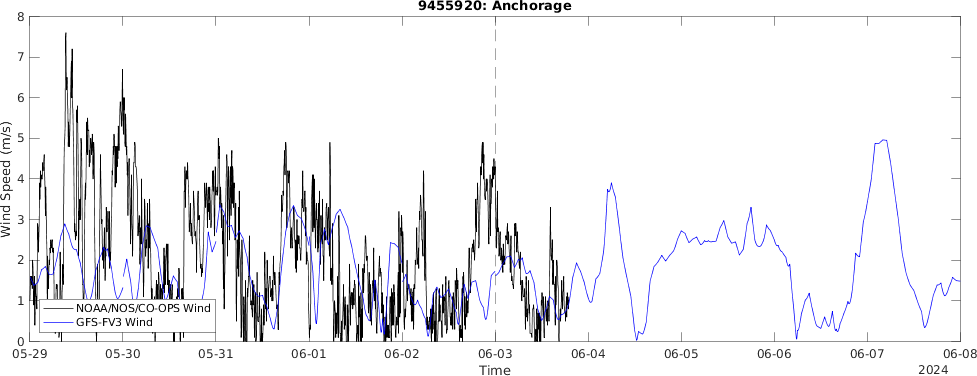 9455920: Anchorage
8
7
6
5
4
3
2
1
0
Wind Speed (m/s)
NOAA/NOS/CO-OPS Wind
GFS-FV3 Wind
05-29 05-30 05-31 06-01 06-02 06-03 06-04 06-05 06-06 06-07 06-08
Time
2024